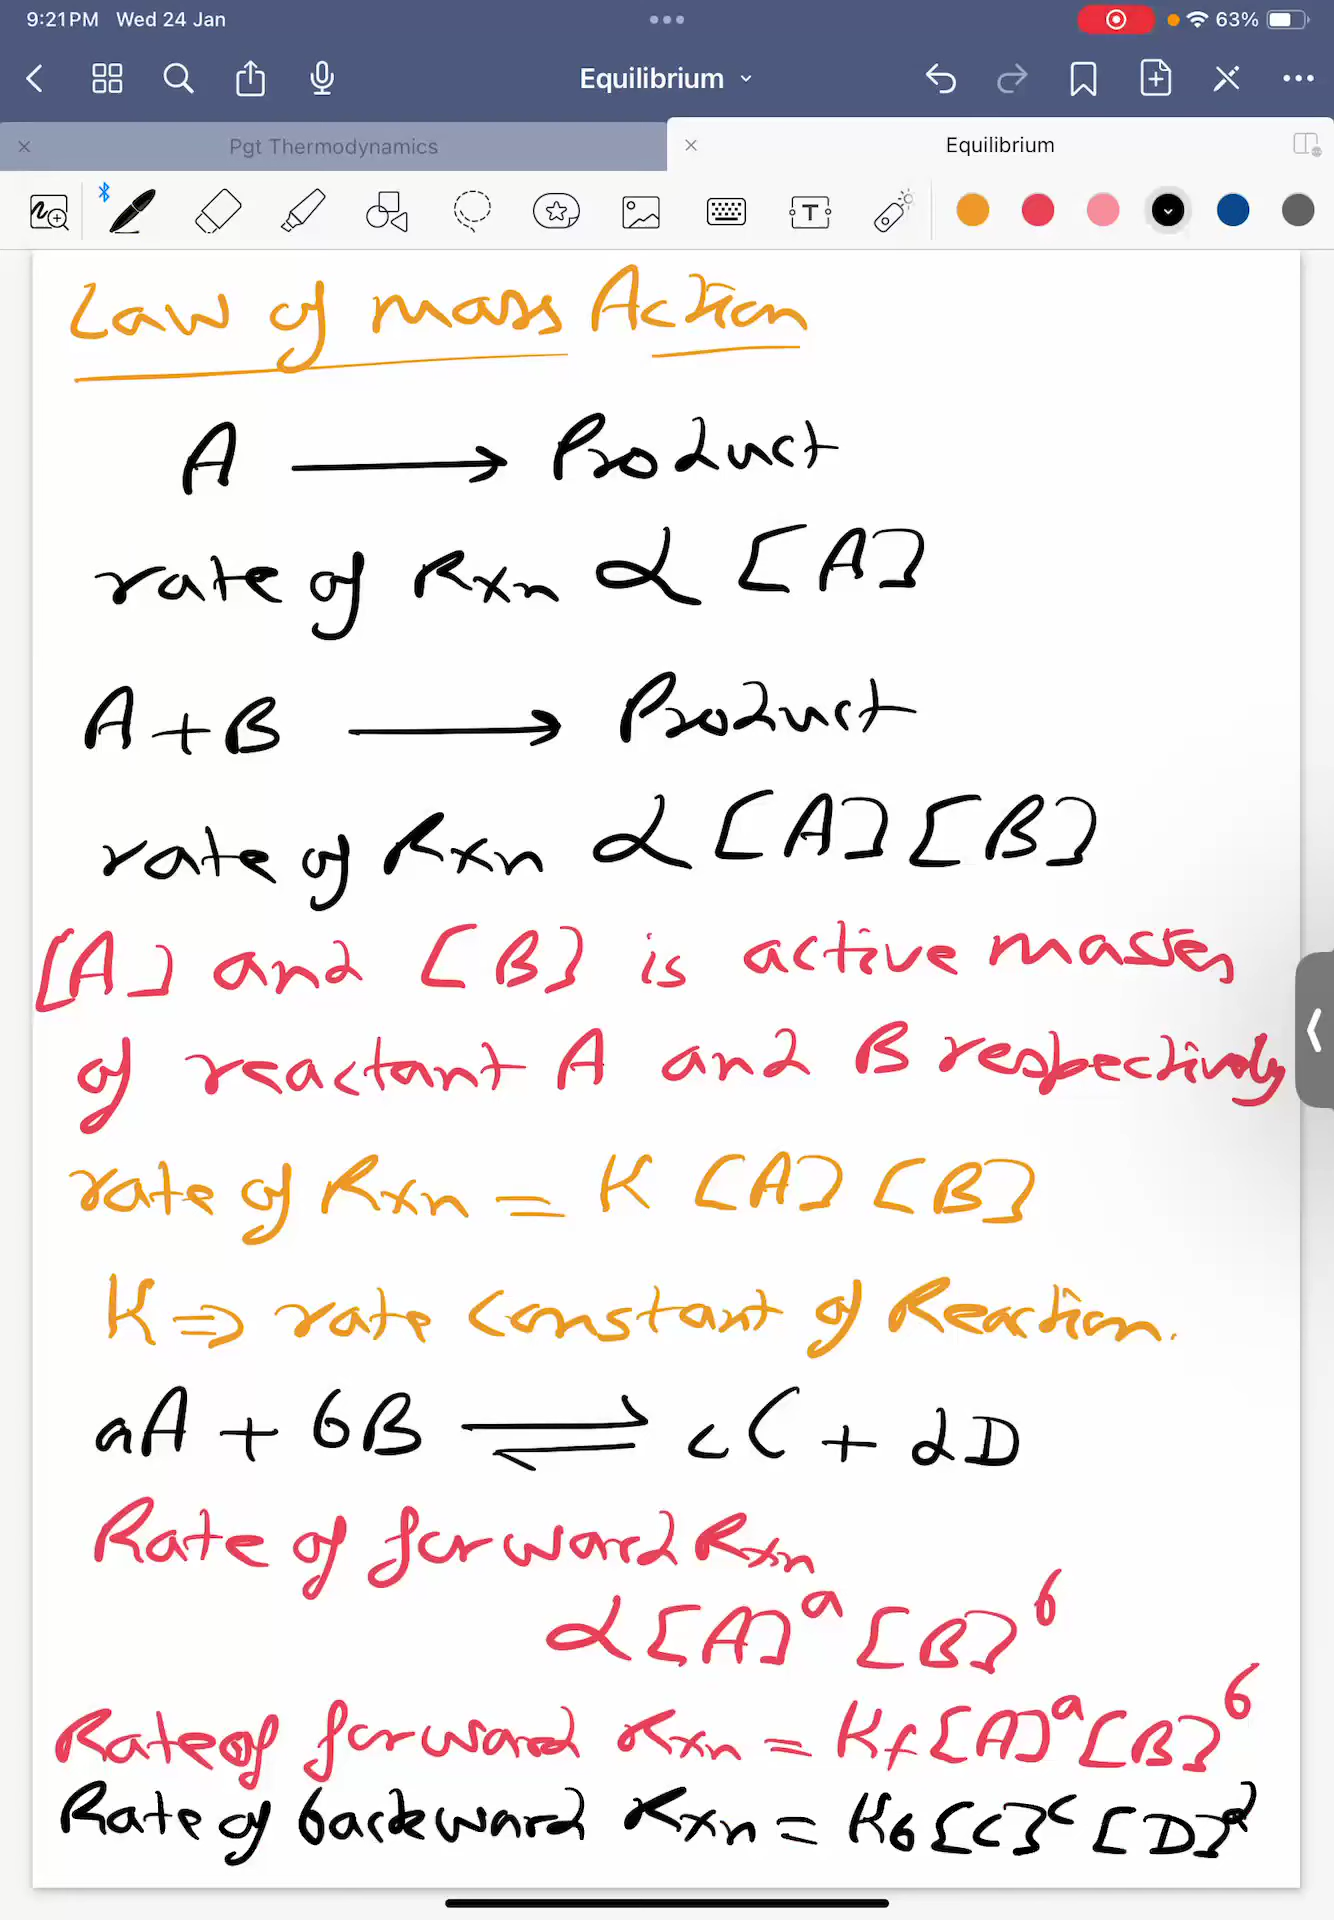 9:21 PM Wed 24 Jan
63%
Equilibrium
Pgt Thermodynamics
Equilibrium
T
Law of mass Action
A ⟶ Product
rate of Rxn α [A]
A+B ⟶ Product
rate of Rxn α [A][B]
[A] and [B] is active masses
of reactant A and B respectively
rate of Rxn = K [A] [B]
K ⇒ rate constant of Reaction.
aA + bB ⇌ cC + dD
Rate of forward Rxn
α [A]ᵃ [B]ᵇ
Rate of forward Rxn = Kf [A]ᵃ [B]ᵇ
Rate of backward Rxn = Kb [C]ᶜ [D]ᵈ